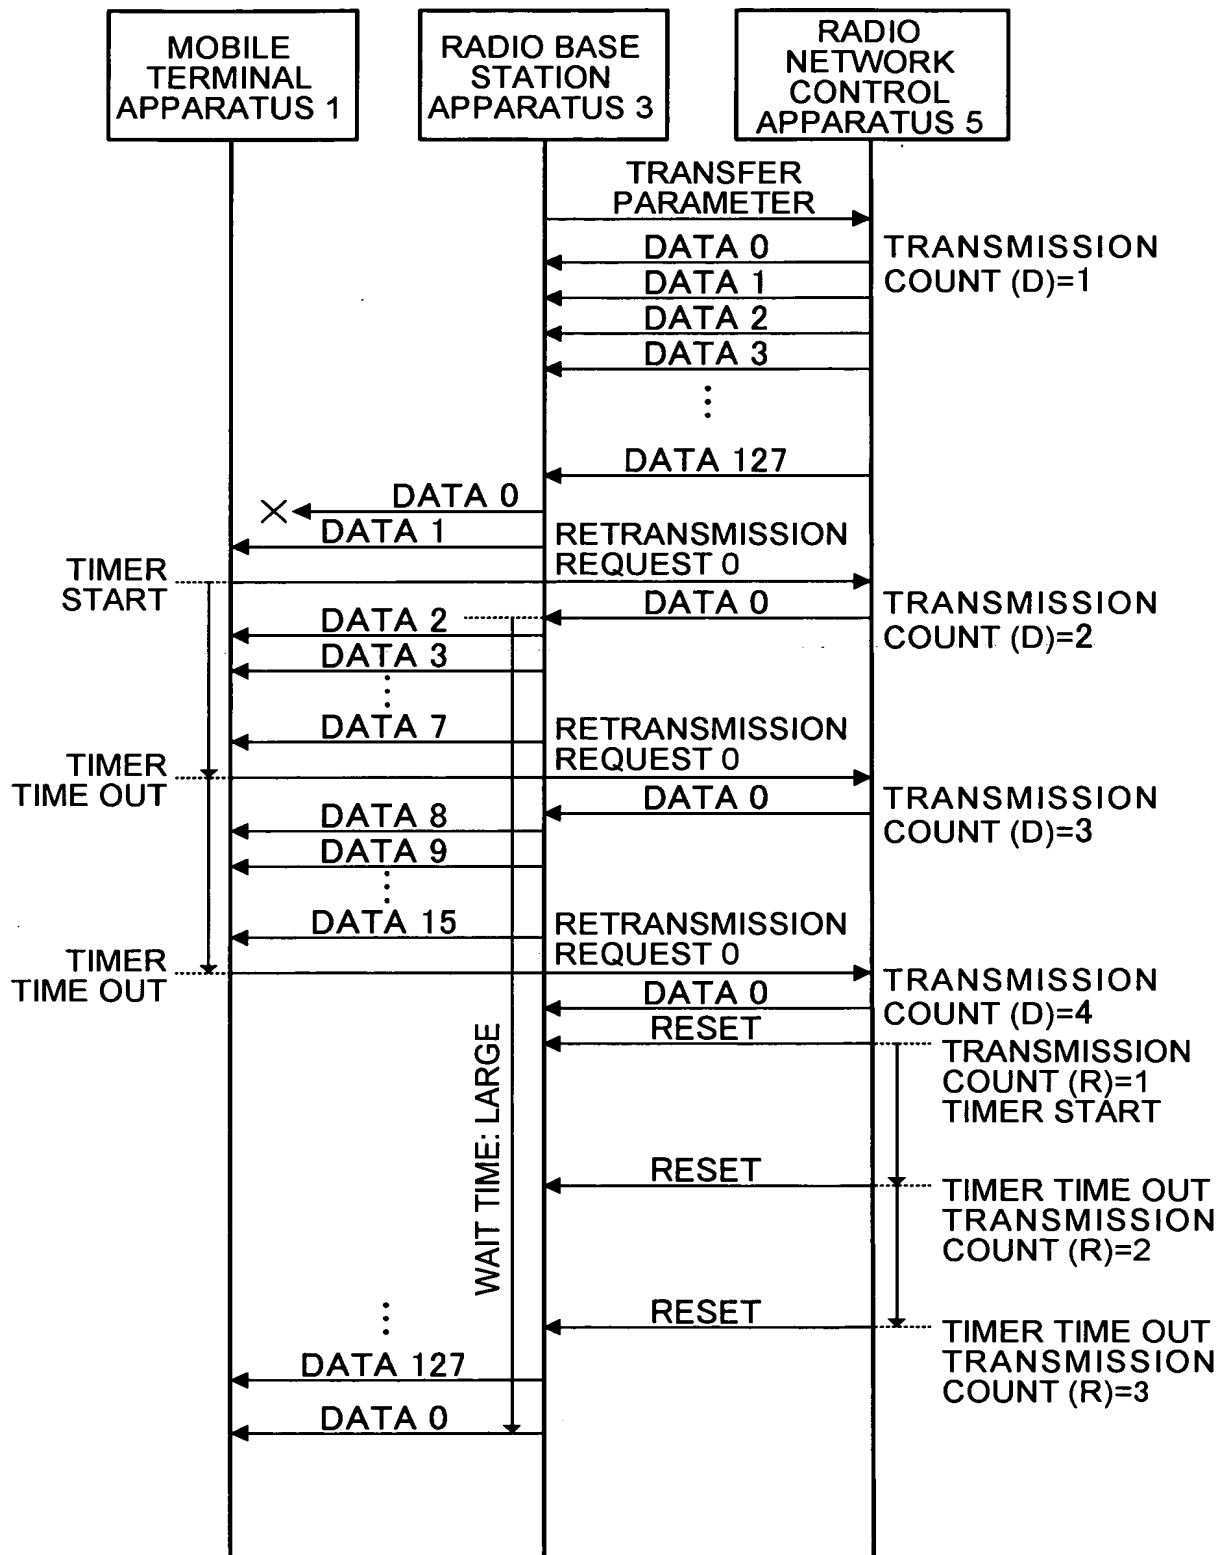 MOBILE
TERMINAL
APPARATUS 1
RADIO BASE
STATION
APPARATUS 3
RADIO
NETWORK
CONTROL
APPARATUS 5
TRANSFER
PARAMETER
DATA 0
TRANSMISSION
COUNT (D)=1
DATA 1
DATA 2
DATA 3
DATA 127
DATA 0
DATA 1
RETRANSMISSION
REQUEST 0
TIMER
START
DATA 0
TRANSMISSION
COUNT (D)=2
DATA 2
DATA 3
DATA 7
RETRANSMISSION
REQUEST 0
TIMER
TIME OUT
DATA 0
TRANSMISSION
COUNT (D)=3
DATA 8
DATA 9
DATA 15
RETRANSMISSION
REQUEST 0
TIMER
TIME OUT
DATA 0
TRANSMISSION
COUNT (D)=4
RESET
TRANSMISSION
COUNT (R)=1
TIMER START
WAIT TIME: LARGE
RESET
TIMER TIME OUT
TRANSMISSION
COUNT (R)=2
RESET
TIMER TIME OUT
TRANSMISSION
COUNT (R)=3
DATA 127
DATA 0